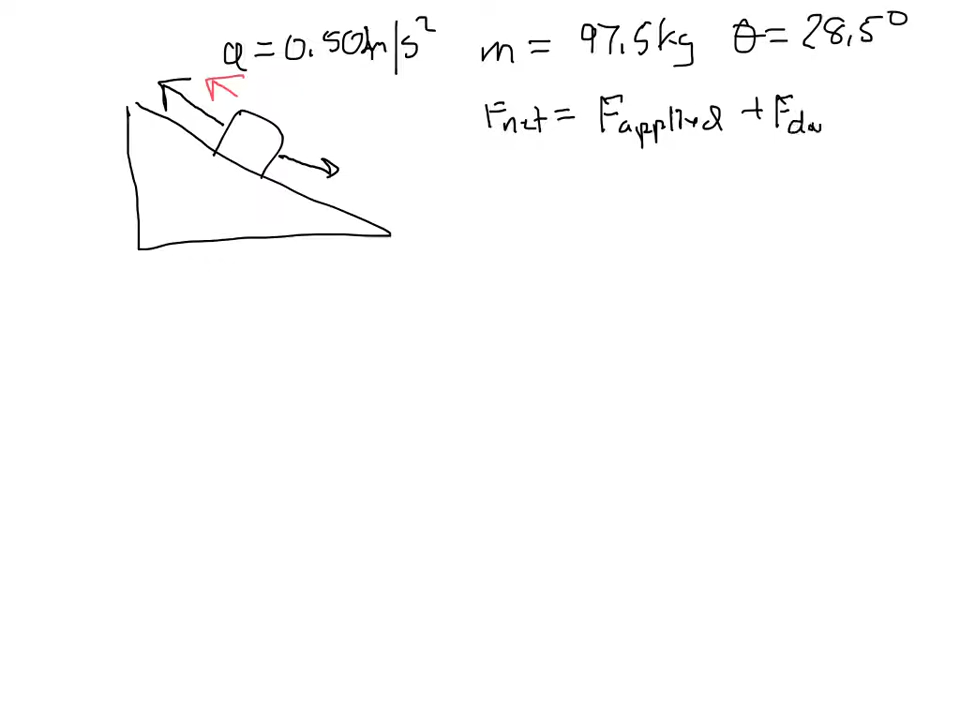 a = 0.50m/s² m = 97.5kg θ = 28.5°
Fnet = Fapplied + Fdw